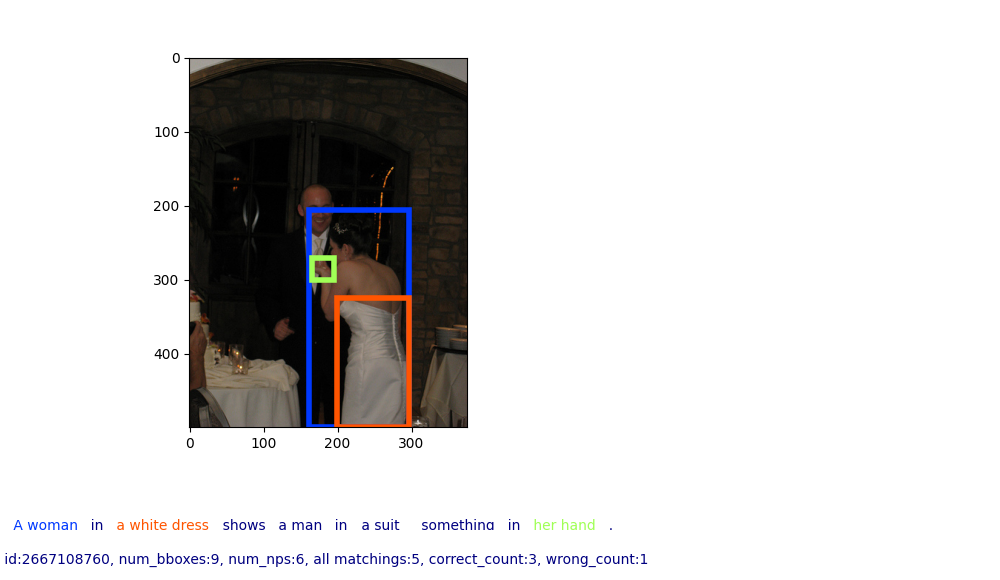 0
100
200
300
400
0 100 200 300
A woman in a white dress shows a man in a suit something in her hand .
id:2667108760, num_bboxes:9, num_nps:6, all matchings:5, correct_count:3, wrong_count:1